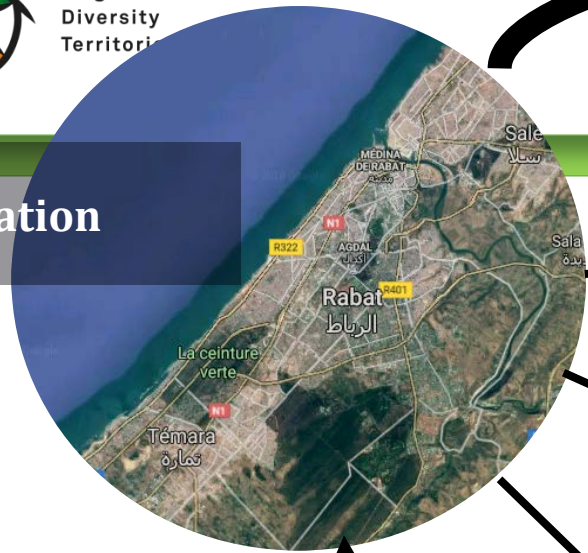 Diversity
Sale
سلا
MEDINA
DE RABAT
مدينة
ation
N1
R322
AGDAL
أكدال
Sala
Rabat
الرباط
R401
La ceinture
verte
N1
Témara
تمارة